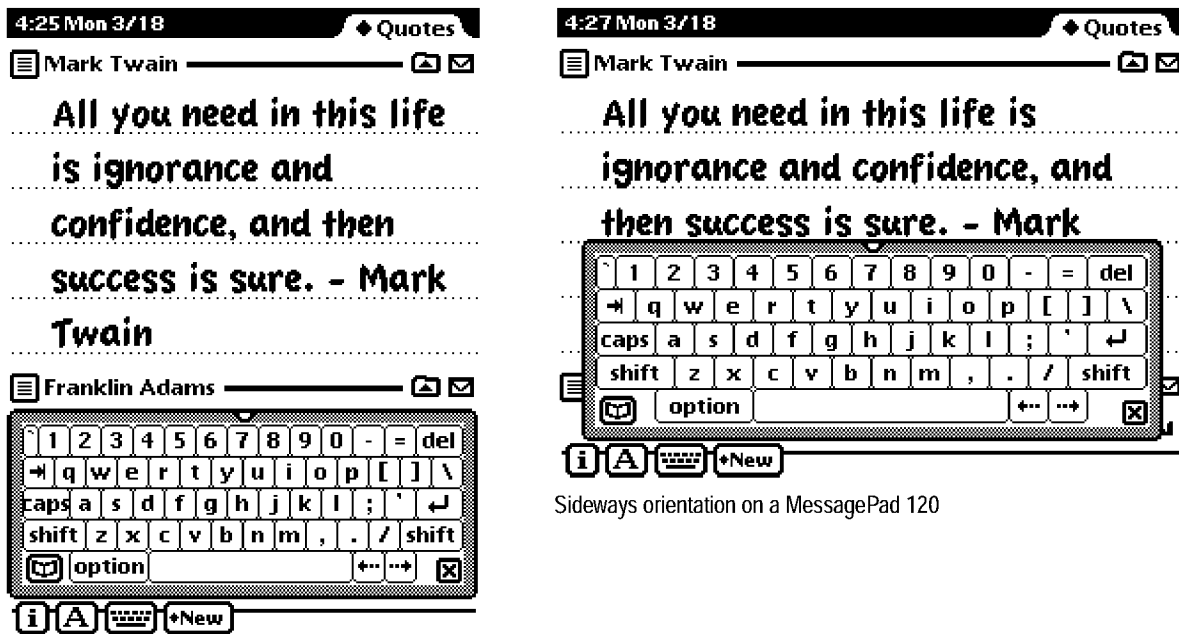 4:25 Mon 3/18
◆ Quotes
Mark Twain
All you need in this life
is ignorance and
confidence, and then
success is sure. – Mark
Twain
Franklin Adams
` 1 2 3 4 5 6 7 8 9 0 - = del
q w e r t y u i o p [ ] \
caps a s d f g h j k l ; '
shift z x c v b n m , . / shift
option
i A ◆New
4:27 Mon 3/18
◆ Quotes
Mark Twain
All you need in this life is
ignorance and confidence, and
then success is sure. – Mark
` 1 2 3 4 5 6 7 8 9 0 - = del
q w e r t y u i o p [ ] \
caps a s d f g h j k l ; '
shift z x c v b n m , . / shift
option
i A ◆New
Sideways orientation on a MessagePad 120